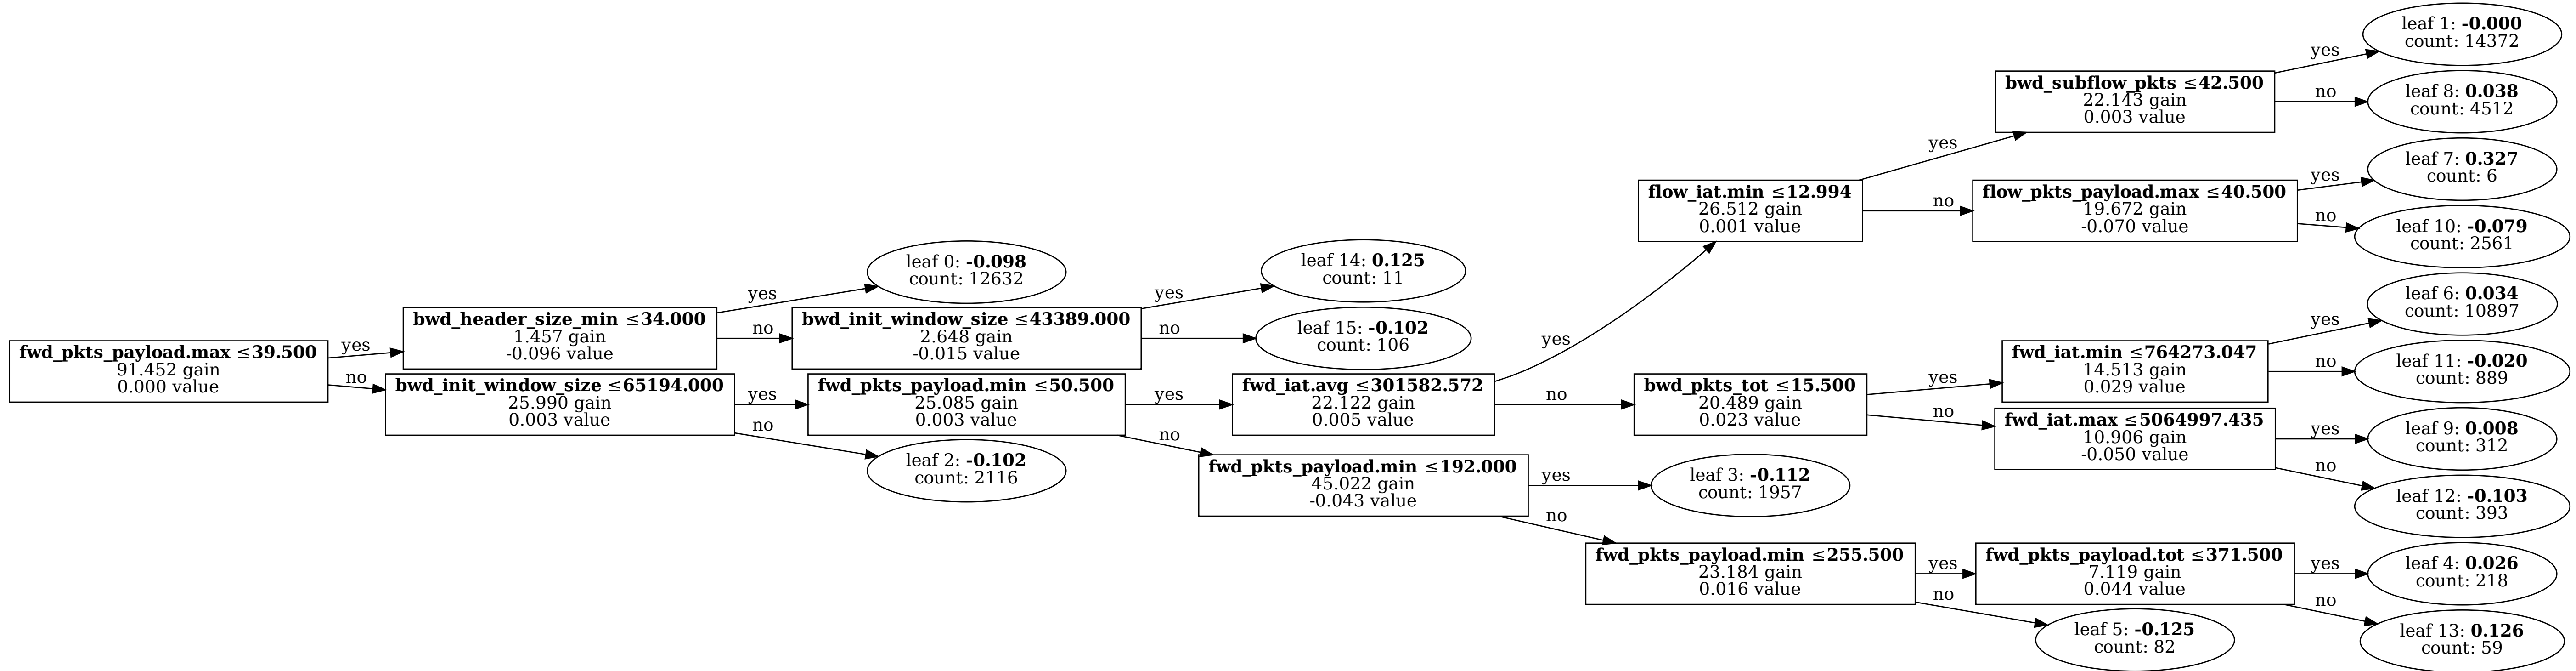 fwd_pkts_payload.max ≤39.500
91.452 gain
0.000 value
yes
no
bwd_header_size_min ≤34.000
1.457 gain
-0.096 value
bwd_init_window_size ≤65194.000
25.990 gain
0.003 value
yes
no
yes
no
leaf 0: -0.098
count: 12632
bwd_init_window_size ≤43389.000
2.648 gain
-0.015 value
fwd_pkts_payload.min ≤50.500
25.085 gain
0.003 value
leaf 2: -0.102
count: 2116
yes
no
yes
no
leaf 14: 0.125
count: 11
leaf 15: -0.102
count: 106
fwd_iat.avg ≤301582.572
22.122 gain
0.005 value
fwd_pkts_payload.min ≤192.000
45.022 gain
-0.043 value
yes
no
yes
no
flow_iat.min ≤12.994
26.512 gain
0.001 value
bwd_pkts_tot ≤15.500
20.489 gain
0.023 value
leaf 3: -0.112
count: 1957
fwd_pkts_payload.min ≤255.500
23.184 gain
0.016 value
yes
no
yes
no
yes
no
bwd_subflow_pkts ≤42.500
22.143 gain
0.003 value
flow_pkts_payload.max ≤40.500
19.672 gain
-0.070 value
fwd_iat.min ≤764273.047
14.513 gain
0.029 value
fwd_iat.max ≤5064997.435
10.906 gain
-0.050 value
fwd_pkts_payload.tot ≤371.500
7.119 gain
0.044 value
leaf 5: -0.125
count: 82
yes
no
yes
no
yes
no
yes
no
yes
no
leaf 1: -0.000
count: 14372
leaf 8: 0.038
count: 4512
leaf 7: 0.327
count: 6
leaf 10: -0.079
count: 2561
leaf 6: 0.034
count: 10897
leaf 11: -0.020
count: 889
leaf 9: 0.008
count: 312
leaf 12: -0.103
count: 393
leaf 4: 0.026
count: 218
leaf 13: 0.126
count: 59